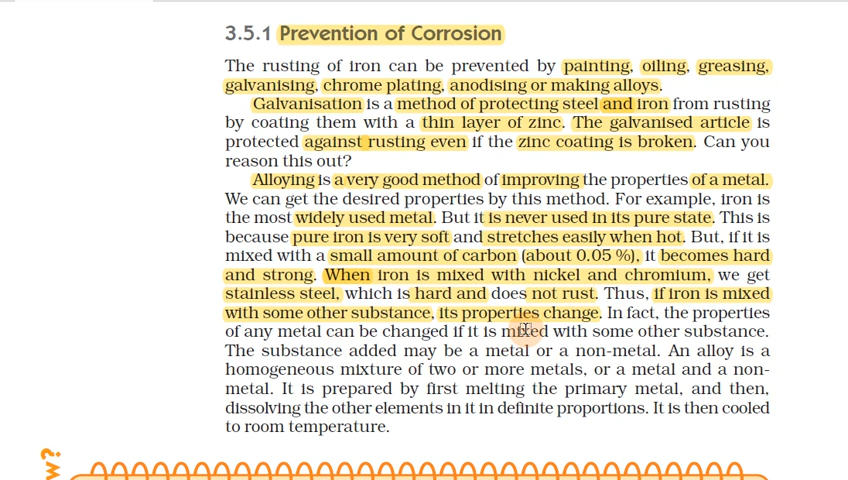 3.5.1 Prevention of Corrosion
The rusting of iron can be prevented by painting, oiling, greasing,
galvanising, chrome plating, anodising or making alloys.
Galvanisation is a method of protecting steel and iron from rusting
by coating them with a thin layer of zinc. The galvanised article is
protected against rusting even if the zinc coating is broken. Can you
reason this out?
Alloying is a very good method of improving the properties of a metal.
We can get the desired properties by this method. For example, iron is
the most widely used metal. But it is never used in its pure state. This is
because pure iron is very soft and stretches easily when hot. But, if it is
mixed with a small amount of carbon (about 0.05 %), it becomes hard
and strong. When iron is mixed with nickel and chromium, we get
stainless steel, which is hard and does not rust. Thus, if iron is mixed
with some other substance, its properties change. In fact, the properties
of any metal can be changed if it is mixed with some other substance.
The substance added may be a metal or a non-metal. An alloy is a
homogeneous mixture of two or more metals, or a metal and a non-
metal. It is prepared by first melting the primary metal, and then,
dissolving the other elements in it in definite proportions. It is then cooled
to room temperature.
w?